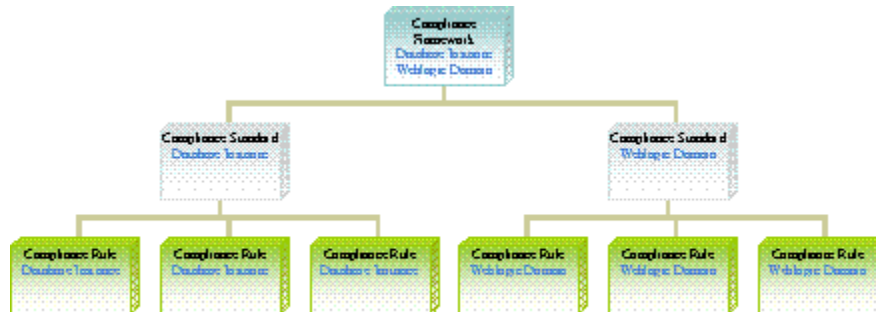 Compliance
Framework
Database Instance
Weblogic Domain
Compliance Standard
Database Instance
Compliance Standard
Weblogic Domain
Compliance Rule
Database Instance
Compliance Rule
Database Instance
Compliance Rule
Database Instance
Compliance Rule
Weblogic Domain
Compliance Rule
Weblogic Domain
Compliance Rule
Weblogic Domain